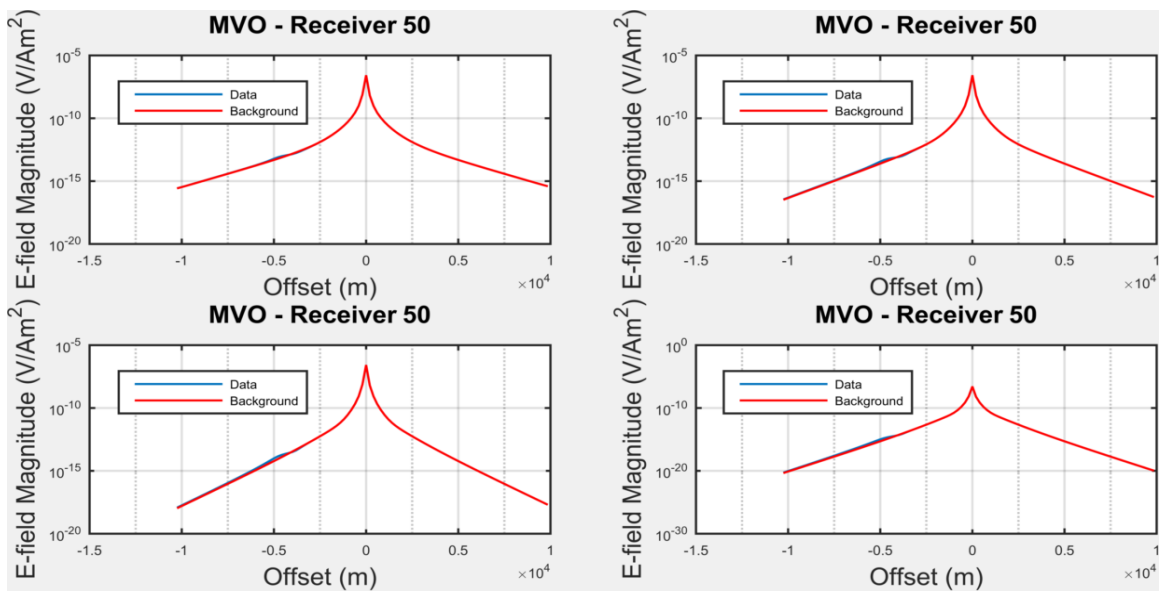 MVO - Receiver 50
E-field Magnitude (V/Am²)
10⁻⁵
10⁻¹⁰
10⁻¹⁵
10⁻²⁰
Data
Background
-1.5 -1 -0.5 0 0.5 1
Offset (m)
×10⁴
MVO - Receiver 50
E-field Magnitude (V/Am²)
10⁻⁵
10⁻¹⁰
10⁻¹⁵
10⁻²⁰
Data
Background
-1.5 -1 -0.5 0 0.5 1
Offset (m)
×10⁴
MVO - Receiver 50
E-field Magnitude (V/Am²)
10⁻⁵
10⁻¹⁰
10⁻¹⁵
10⁻²⁰
Data
Background
-1.5 -1 -0.5 0 0.5 1
Offset (m)
×10⁴
MVO - Receiver 50
E-field Magnitude (V/Am²)
10⁰
10⁻¹⁰
10⁻²⁰
10⁻³⁰
Data
Background
-1.5 -1 -0.5 0 0.5 1
Offset (m)
×10⁴